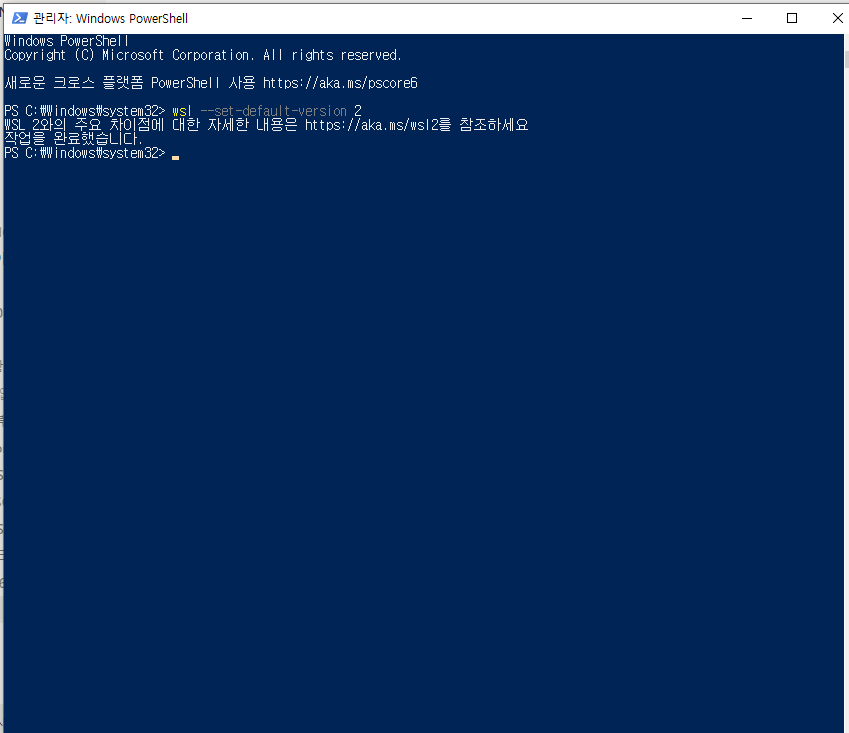 관리자: Windows PowerShell
Windows PowerShell
Copyright (C) Microsoft Corporation. All rights reserved.
새로운 크로스 플랫폼 PowerShell 사용 https://aka.ms/pscore6
PS C:₩Windows₩system32> wsl --set-default-version 2
WSL 2와의 주요 차이점에 대한 자세한 내용은 https://aka.ms/wsl2를 참조하세요
작업을 완료했습니다.
PS C:₩Windows₩system32>